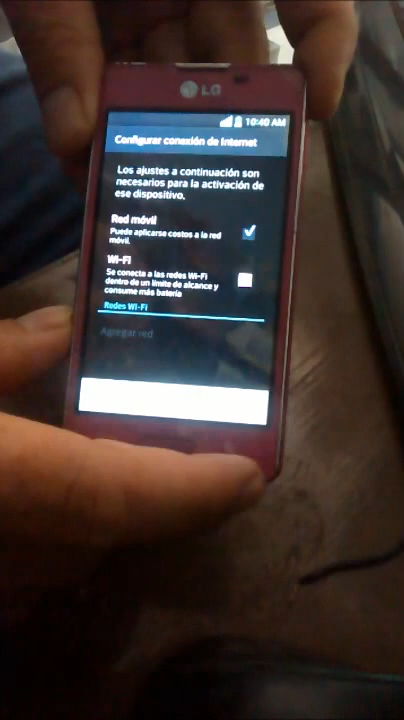 LG
10:40 AM
Configurar conexión de Internet
Los ajustes a continuación son
necesarios para la activación de
ese dispositivo.
Red móvil
Puede aplicarse costos a la red
móvil.
Wi-Fi
Se conecta a las redes Wi-Fi
dentro de un límite de alcance y
consume más batería
Redes Wi-Fi
Agregar red